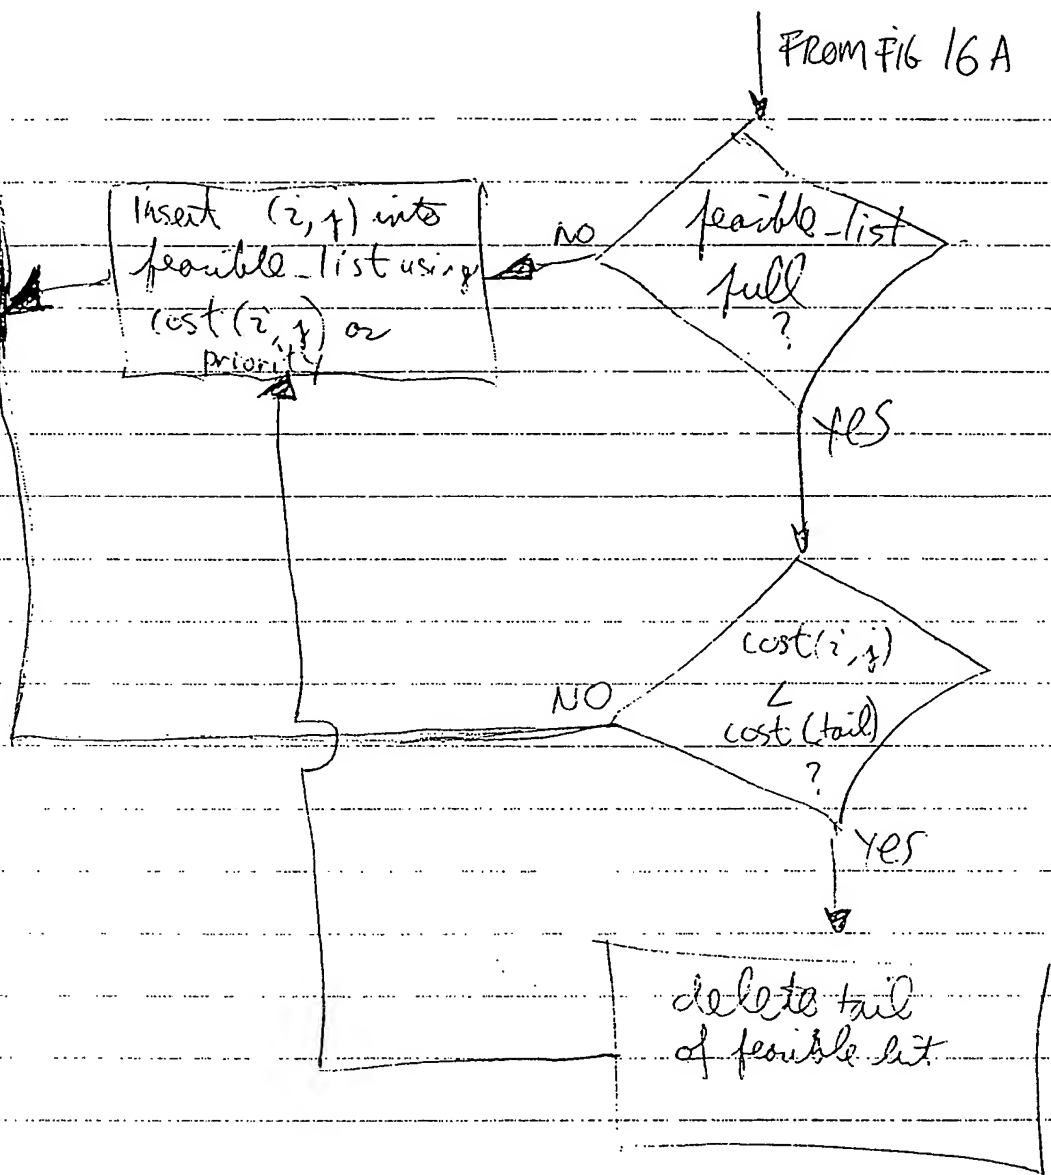 FROM FIG 16 A
feasible_list
full
?
NO
YES
Insert (i, j) into
feasible_list using
cost (i, j) or
priority
cost(i, j)
<
cost (tail)
?
NO
YES
delete tail
of feasible list